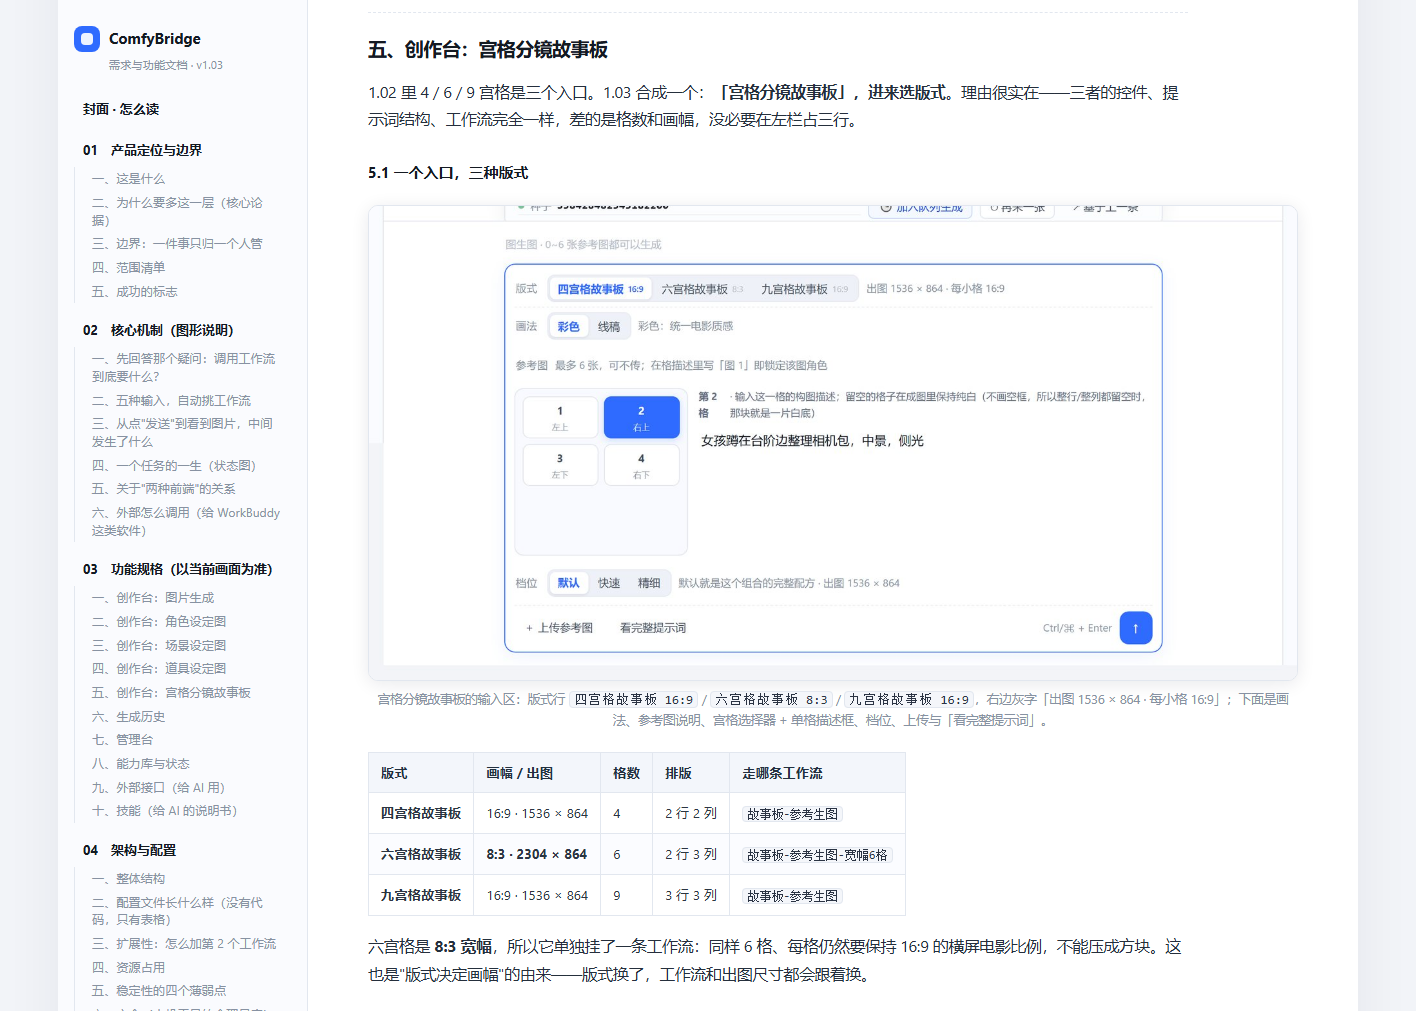 ComfyBridge
需求与功能文档 · v1.03
封面 · 怎么读
01 产品定位与边界
一、这是什么
二、为什么要多这一层（核心论
据）
三、边界：一件事只归一个人管
四、范围清单
五、成功的标志
02 核心机制（图形说明）
一、先回答那个疑问：调用工作流
到底要什么？
二、五种输入，自动挑工作流
三、从点"发送"到看到图片，中间
发生了什么
四、一个任务的一生（状态图）
五、关于"两种前端"的关系
六、外部怎么调用（给 WorkBuddy
这类软件）
03 功能规格（以当前画面为准）
一、创作台：图片生成
二、创作台：角色设定图
三、创作台：场景设定图
四、创作台：道具设定图
五、创作台：宫格分镜故事板
六、生成历史
七、管理台
八、能力库与状态
九、外部接口（给 AI 用）
十、技能（给 AI 的说明书）
04 架构与配置
一、整体结构
二、配置文件长什么样（没有代
码，只有表格）
三、扩展性：怎么加第 2 个工作流
四、资源占用
五、稳定性的四个薄弱点
五、创作台：宫格分镜故事板
1.02 里 4 / 6 / 9 宫格是三个入口。1.03 合成一个：「宫格分镜故事板」，进来选版式。理由很实在——三者的控件、提
示词结构、工作流完全一样，差的是格数和画幅，没必要在左栏占三行。
5.1 一个入口，三种版式
加入队列生成 再来一张 基于上一条
图生图 · 0~6 张参考图都可以生成
版式 四宫格故事板 16:9 六宫格故事板 8:3 九宫格故事板 16:9 出图 1536 × 864 · 每小格 16:9
画法 彩色 线稿 彩色：统一电影质感
参考图 最多 6 张，可不传；在格描述里写「图 1」即锁定该图角色
1 左上 2 右上
3 左下 4 右下
第 2 格 · 输入这一格的构图描述；留空的格子在成图里保持纯白（不画空框，所以整行/整列都留空时，
那块就是一片白底）
女孩蹲在台阶边整理相机包，中景，侧光
档位 默认 快速 精细 默认就是这个组合的完整配方 · 出图 1536 × 864
+ 上传参考图 看完整提示词 Ctrl/⌘ + Enter ↑
宫格分镜故事板的输入区：版式行 四宫格故事板 16:9 / 六宫格故事板 8:3 / 九宫格故事板 16:9，右边灰字「出图 1536 × 864 · 每小格 16:9」；下面是画
法、参考图说明、宫格选择器 + 单格描述框、档位、上传与「看完整提示词」。
版式 画幅 / 出图 格数 排版 走哪条工作流
四宫格故事板 16:9 · 1536 × 864 4 2 行 2 列 故事板-参考生图
六宫格故事板 8:3 · 2304 × 864 6 2 行 3 列 故事板-参考生图-宽幅6格
九宫格故事板 16:9 · 1536 × 864 9 3 行 3 列 故事板-参考生图
六宫格是 8:3 宽幅，所以它单独挂了一条工作流：同样 6 格、每格仍然要保持 16:9 的横屏电影比例，不能压成方块。这
也是"版式决定画幅"的由来——版式换了，工作流和出图尺寸都会跟着换。